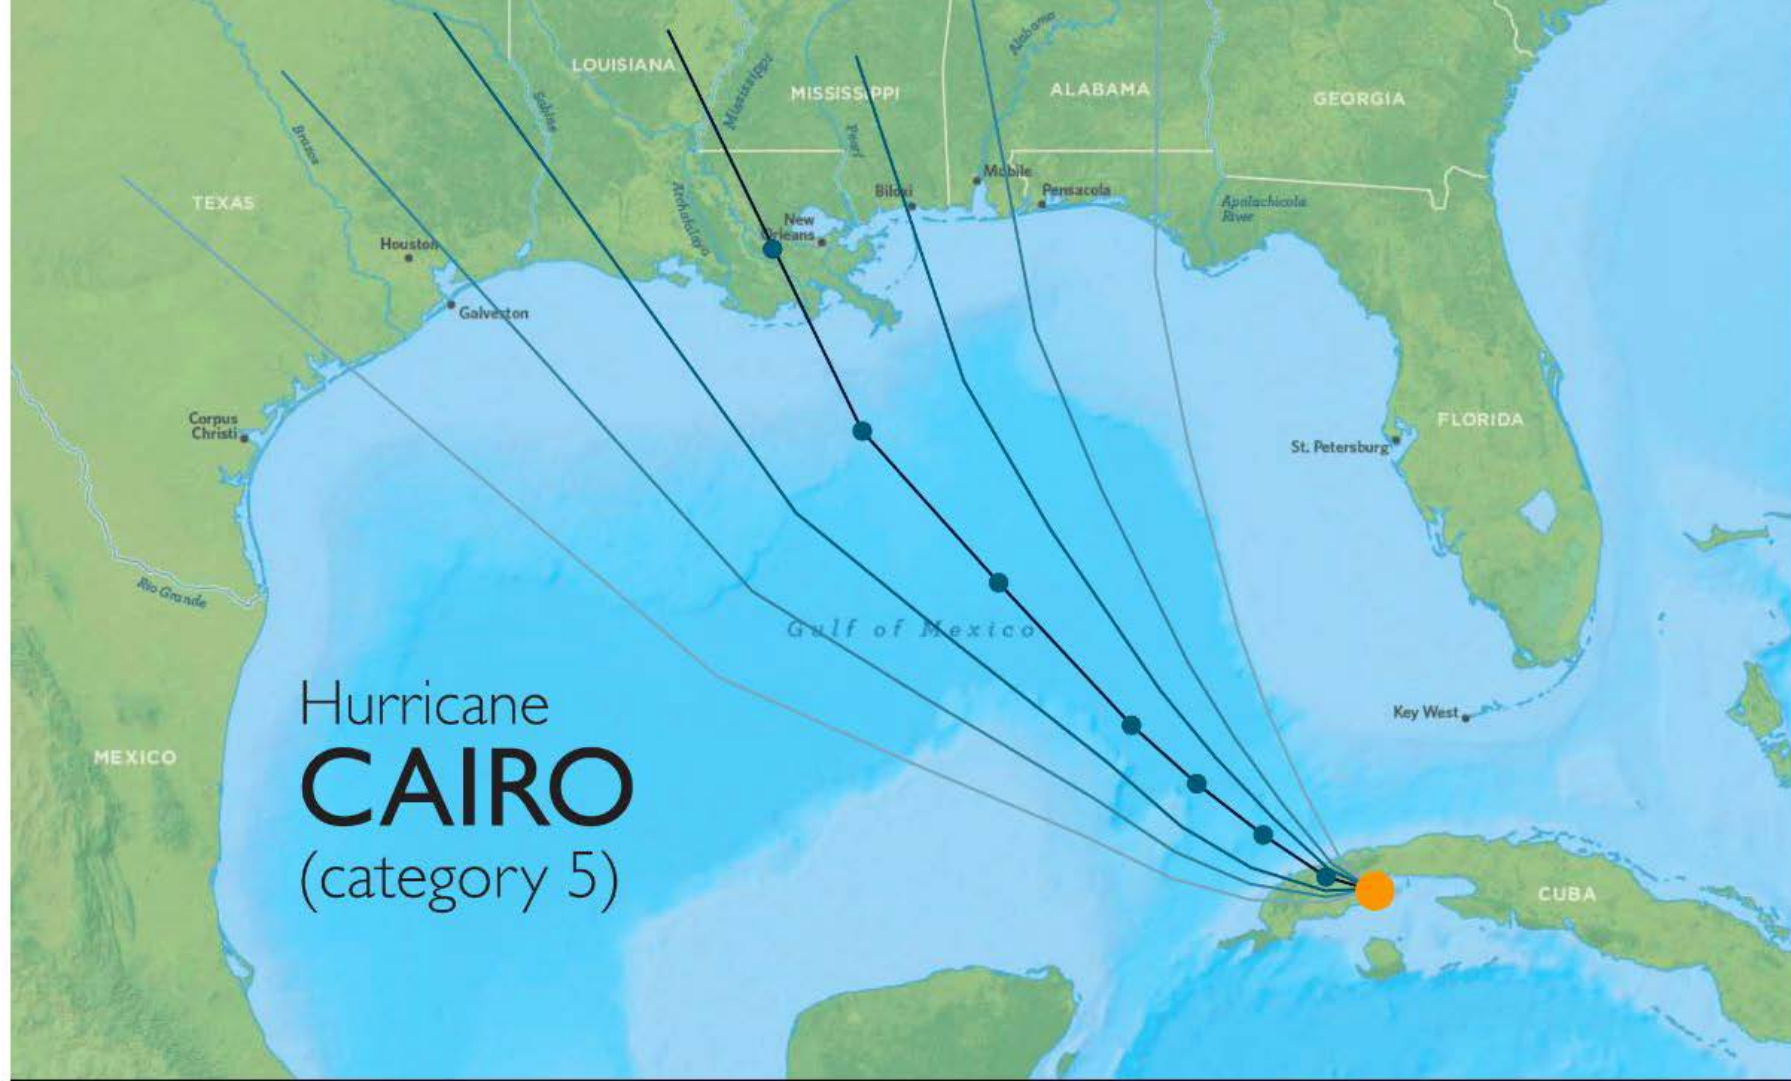 LOUISIANA
Mississippi
MISSISSIPPI
Alabama
ALABAMA
GEORGIA
Sabine
Brazos
Pearl
TEXAS
Atchafalaya
Mobile
Biloxi
Pensacola
Apalachicola
River
New
Orleans
Houston
Galveston
Corpus
Christi
FLORIDA
St. Petersburg
Rio Grande
Gulf of Mexico
Key West
Hurricane
CAIRO
(category 5)
MEXICO
CUBA